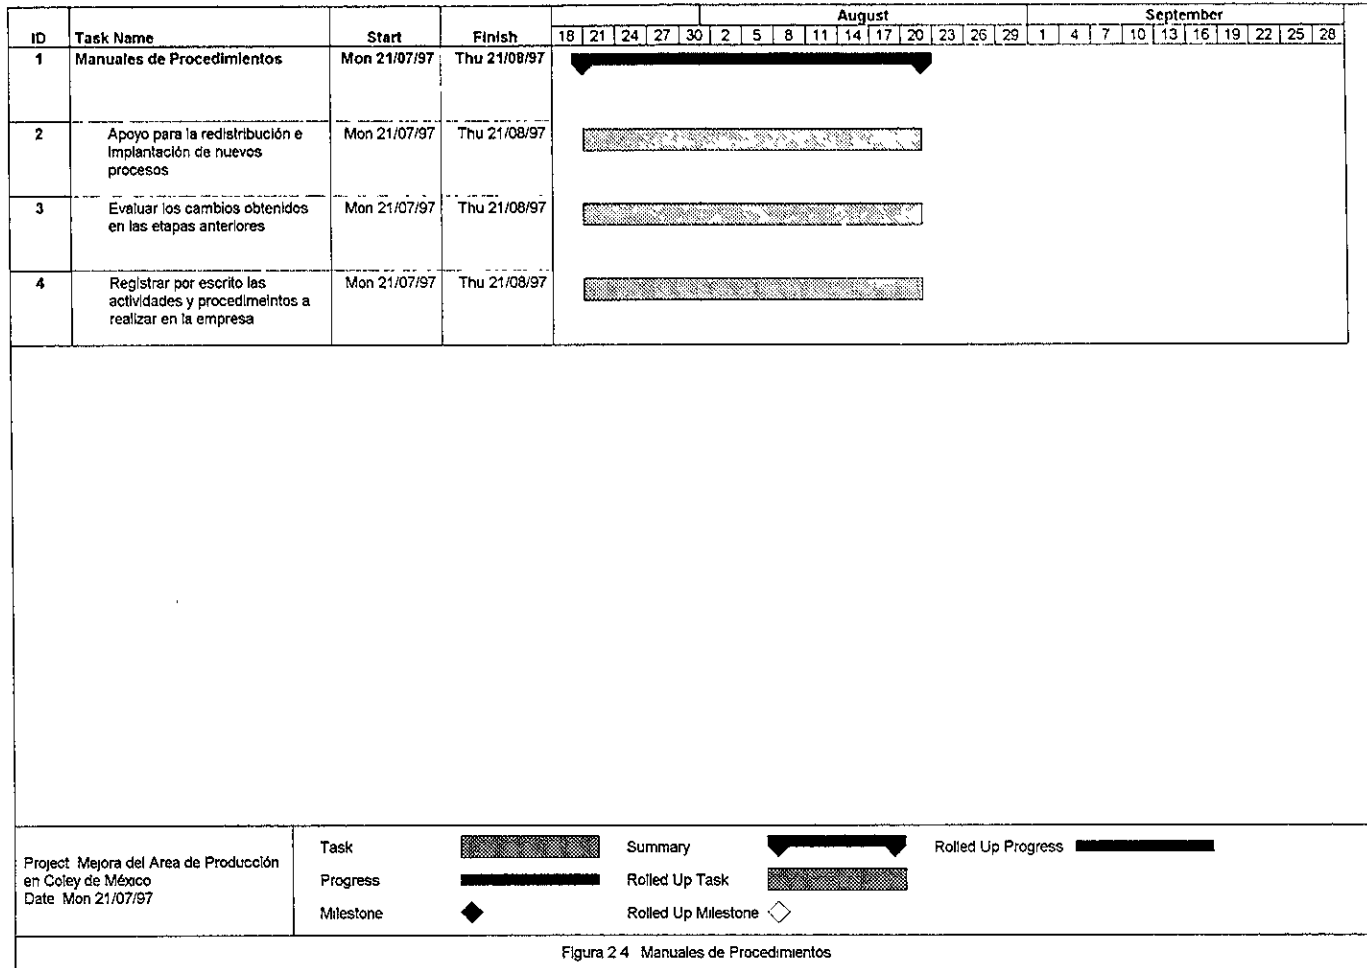 August September
ID Task Name Start Finish 18 21 24 27 30 2 5 8 11 14 17 20 23 26 29 1 4 7 10 13 16 19 22 25 28
1 Manuales de Procedimientos Mon 21/07/97 Thu 21/08/97
2 Apoyo para la redistribución e Mon 21/07/97 Thu 21/08/97
implantación de nuevos
procesos
3 Evaluar los cambios obtenidos Mon 21/07/97 Thu 21/08/97
en las etapas anteriores
4 Registrar por escrito las Mon 21/07/97 Thu 21/08/97
actividades y procedimeintos a
realizar en la empresa
Project Mejora del Area de Producción
en Coley de México
Date Mon 21/07/97
Task Summary Rolled Up Progress
Progress Rolled Up Task
Milestone Rolled Up Milestone
Figura 2 4 Manuales de Procedimientos